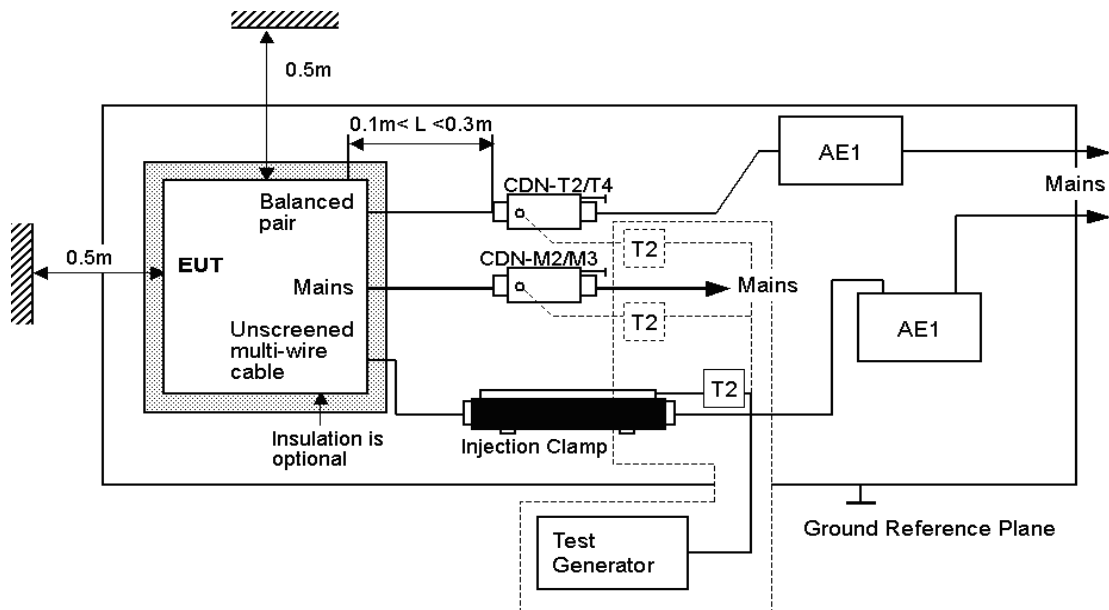 0.5m
0.1m< L <0.3m
AE1
Mains
CDN-T2/T4
Balanced
pair
T2
0.5m
EUT
CDN-M2/M3
Mains
Mains
T2
AE1
Unscreened
multi-wire
cable
T2
Insulation is
optional
Injection Clamp
Ground Reference Plane
Test
Generator